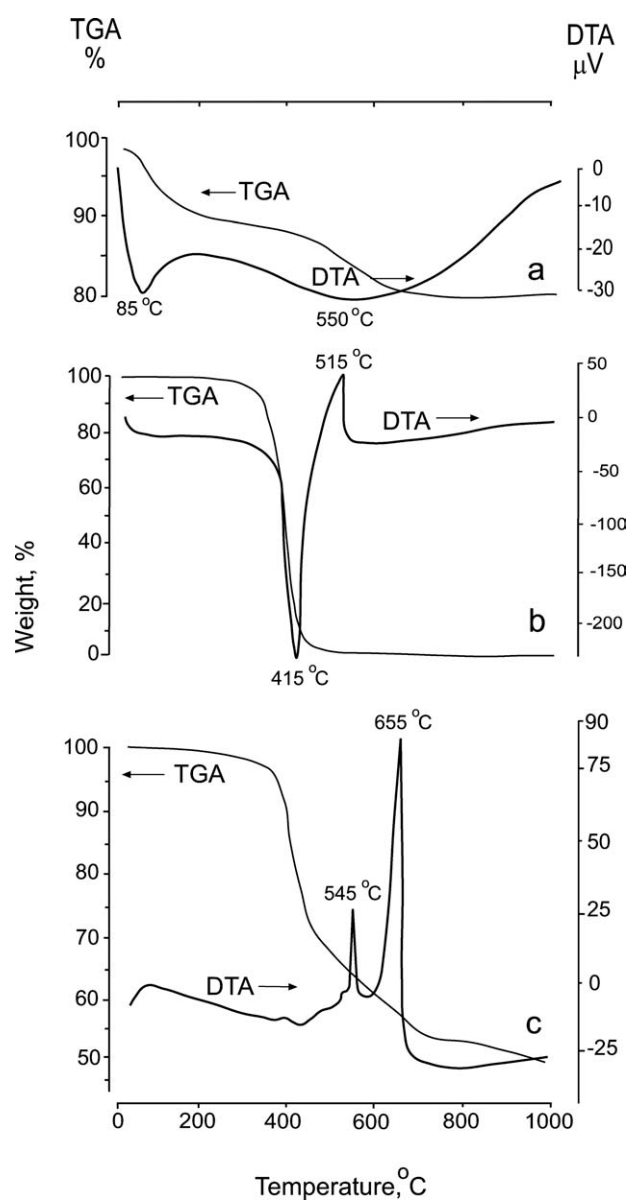 TGA
%
DTA
μV
100
90
80
0
-10
-20
-30
TGA
DTA
a
85 °C
550 °C
100
80
60
40
20
0
50
0
-50
-100
-150
-200
TGA
DTA
515 °C
415 °C
b
Weight, %
100
90
80
70
60
50
90
75
50
25
0
-25
TGA
DTA
545 °C
655 °C
c
0 200 400 600 800 1000
Temperature,°C